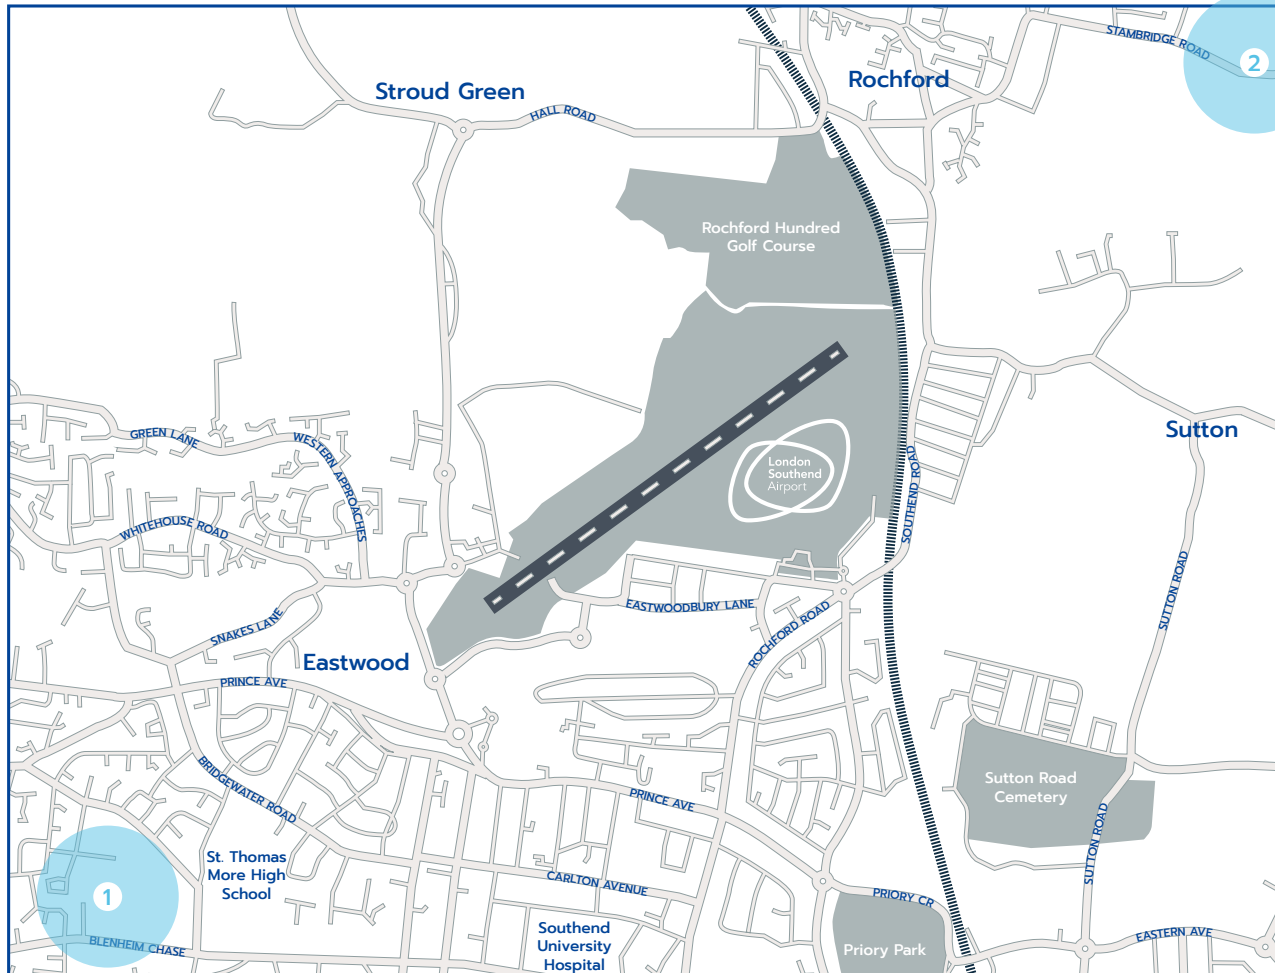 STAMBRIDGE ROAD
2
Rochford
Stroud Green
HALL ROAD
Rochford Hundred
Golf Course
Sutton
GREEN LANE
WESTERN APPROACHES
London
Southend
Airport
SOUTHEND ROAD
WHITEHOUSE ROAD
SUTTON ROAD
EASTWOODBURY LANE
ROCHFORD ROAD
SNAKES LANE
Eastwood
PRINCE AVE
BRIDGEWATER ROAD
PRINCE AVE
Sutton Road
Cemetery
SUTTON ROAD
St. Thomas
More High
School
1
CARLTON AVENUE
PRIORY CR
Southend
University
Hospital
Priory Park
EASTERN AVE
BLENHEIM CHASE